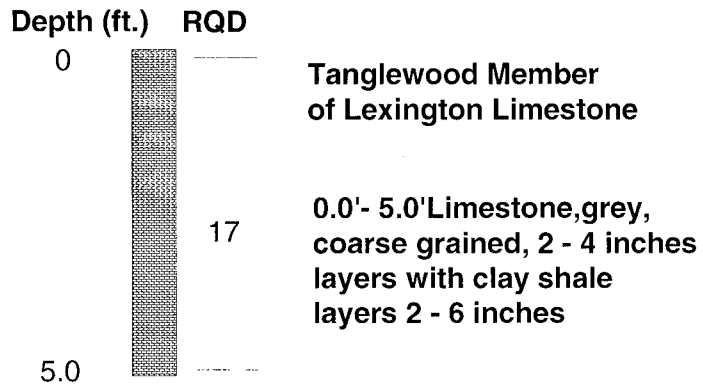 Depth (ft.) RQD
0
Tanglewood Member
of Lexington Limestone
0.0'- 5.0'Limestone,grey,
coarse grained, 2 - 4 inches
17
layers with clay shale
layers 2 - 6 inches
5.0